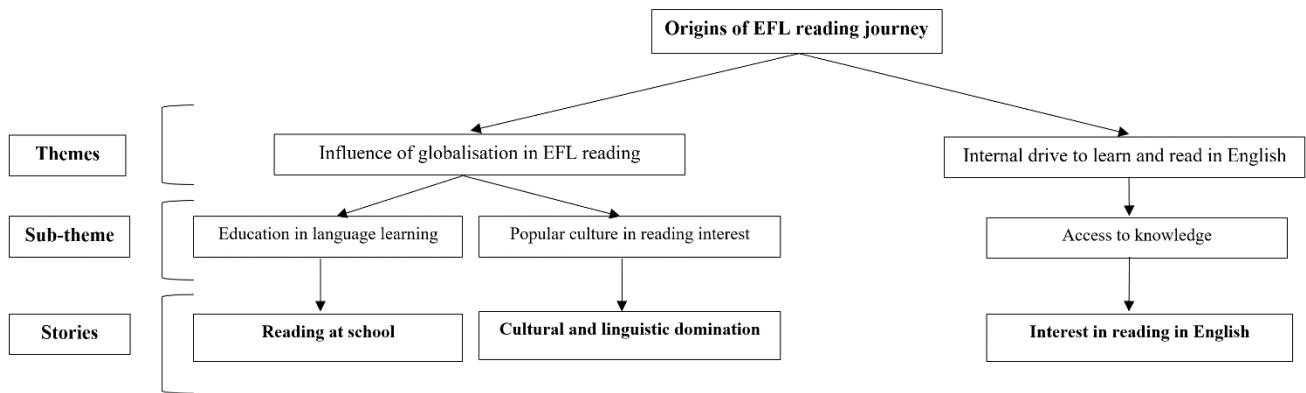 Origins of EFL reading journey
Themes
Influence of globalisation in EFL reading
Internal drive to learn and read in English
Sub-theme
Education in language learning
Popular culture in reading interest
Access to knowledge
Stories
Reading at school
Cultural and linguistic domination
Interest in reading in English